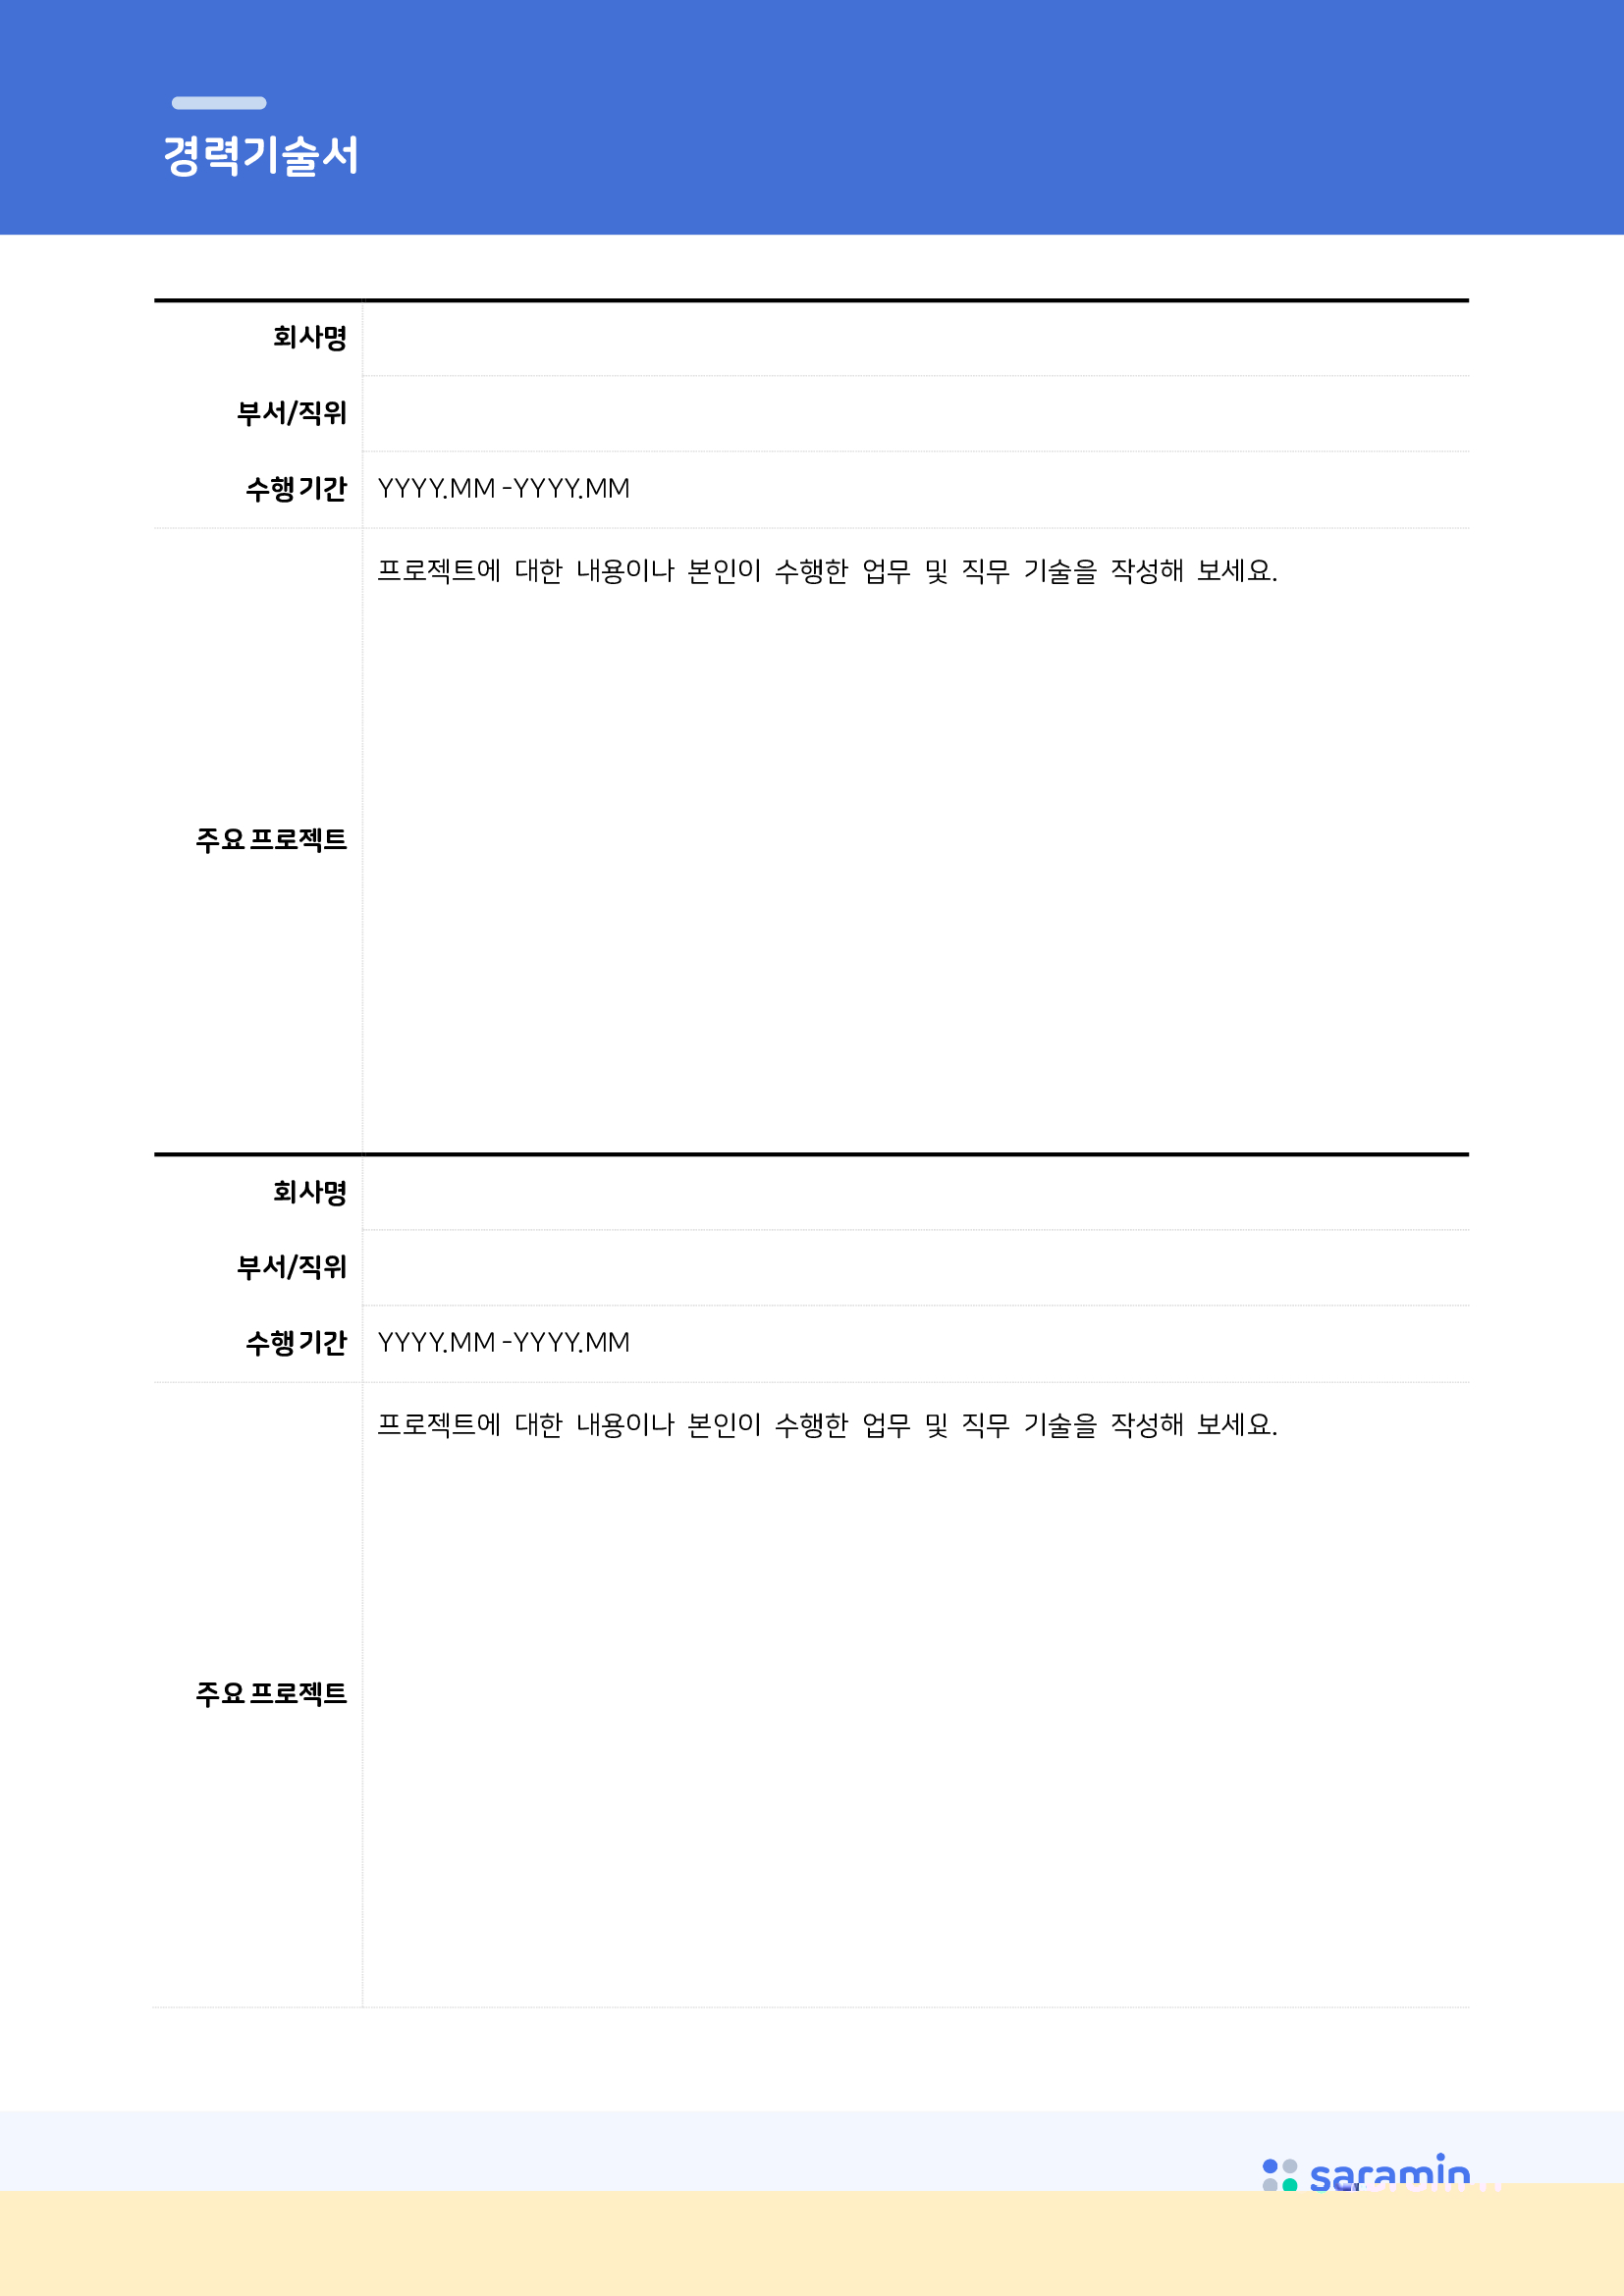 경력기술서
회사명
부서/직위
수행 기간 YYYY.MM - YYYY.MM
프로젝트에 대한 내용이나 본인이 수행한 업무 및 직무 기술을 작성해 보세요.
주요 프로젝트
회사명
부서/직위
수행 기간 YYYY.MM - YYYY.MM
프로젝트에 대한 내용이나 본인이 수행한 업무 및 직무 기술을 작성해 보세요.
주요 프로젝트
saramin